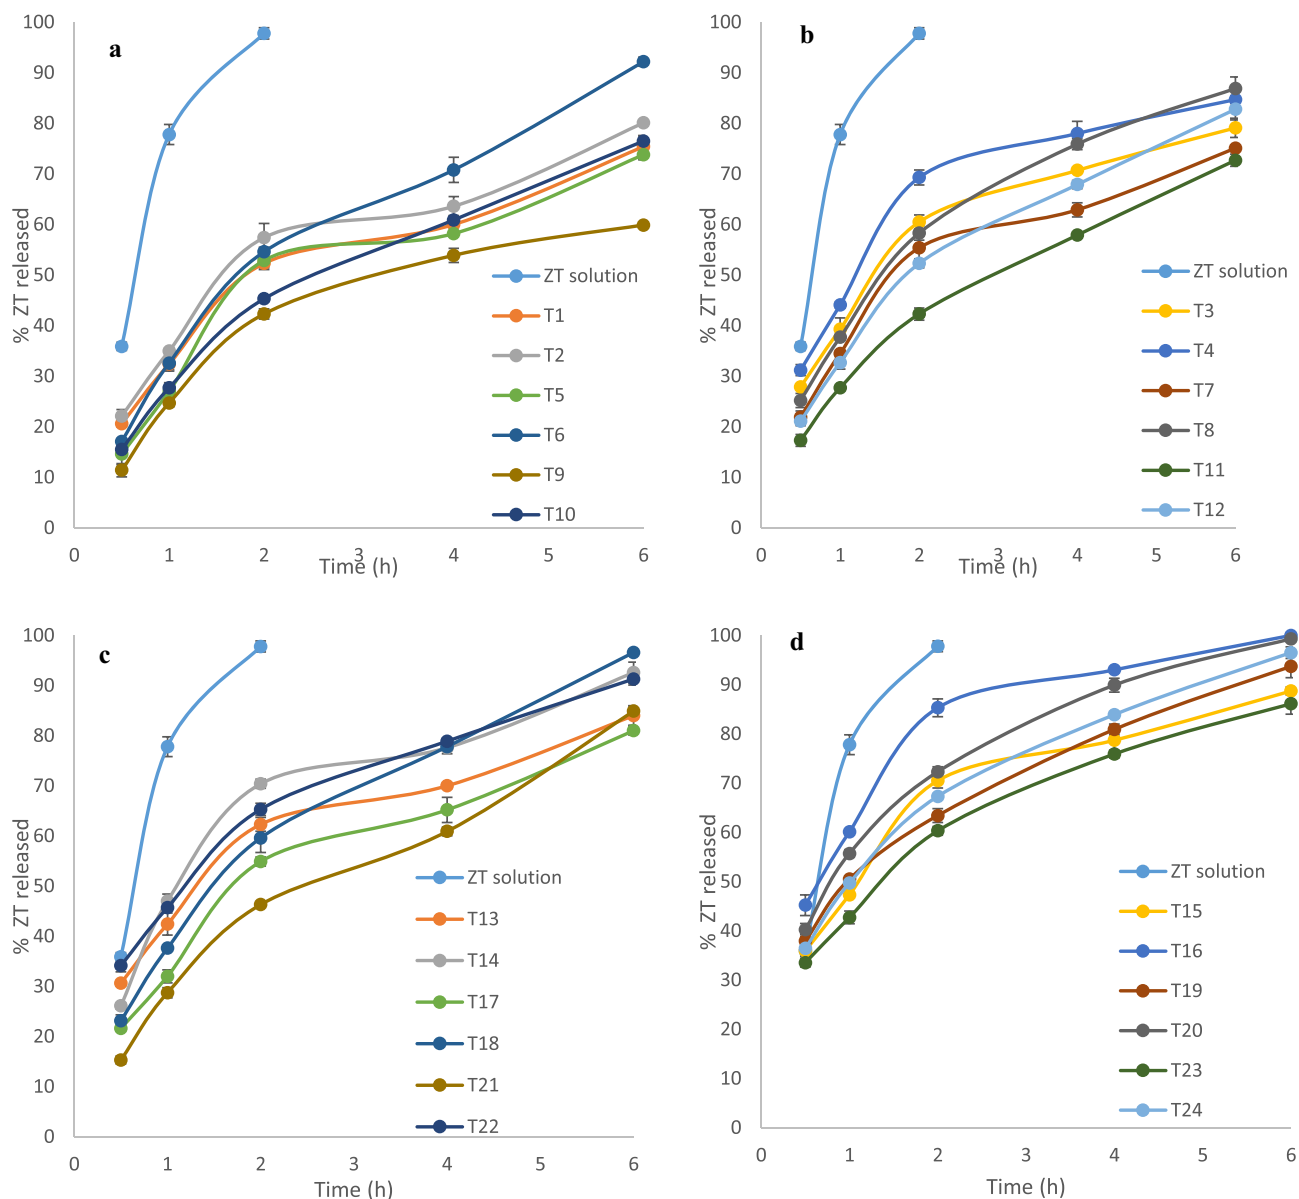 a
% ZT released
100
90
80
70
60
50
40
30
20
10
0
0 1 2 3 4 5 6
Time (h)
ZT solution
T1
T2
T5
T6
T9
T10
b
% ZT released
100
90
80
70
60
50
40
30
20
10
0
0 1 2 3 4 5 6
Time (h)
ZT solution
T3
T4
T7
T8
T11
T12
c
% ZT released
100
90
80
70
60
50
40
30
20
10
0
0 1 2 3 4 5 6
Time (h)
ZT solution
T13
T14
T17
T18
T21
T22
d
% ZT released
100
90
80
70
60
50
40
30
20
10
0
0 1 2 3 4 5 6
Time (h)
ZT solution
T15
T16
T19
T20
T23
T24